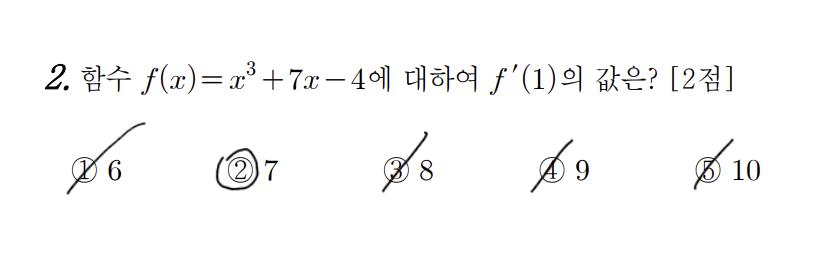 2. 함수 f(x)=x³+7x-4에 대하여 f′(1)의 값은? [2점]
① 6 ② 7 ③ 8 ④ 9 ⑤ 10